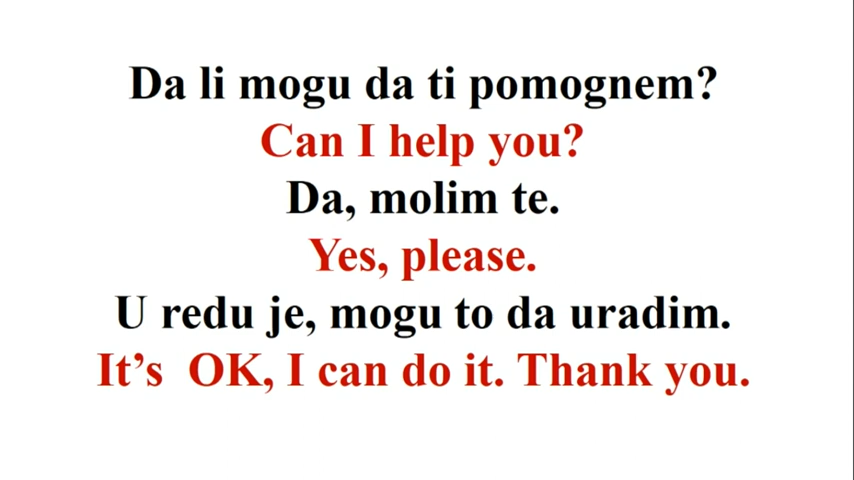 Da li mogu da ti pomognem?
Can I help you?
Da, molim te.
Yes, please.
U redu je, mogu to da uradim.
It’s  OK, I can do it. Thank you.